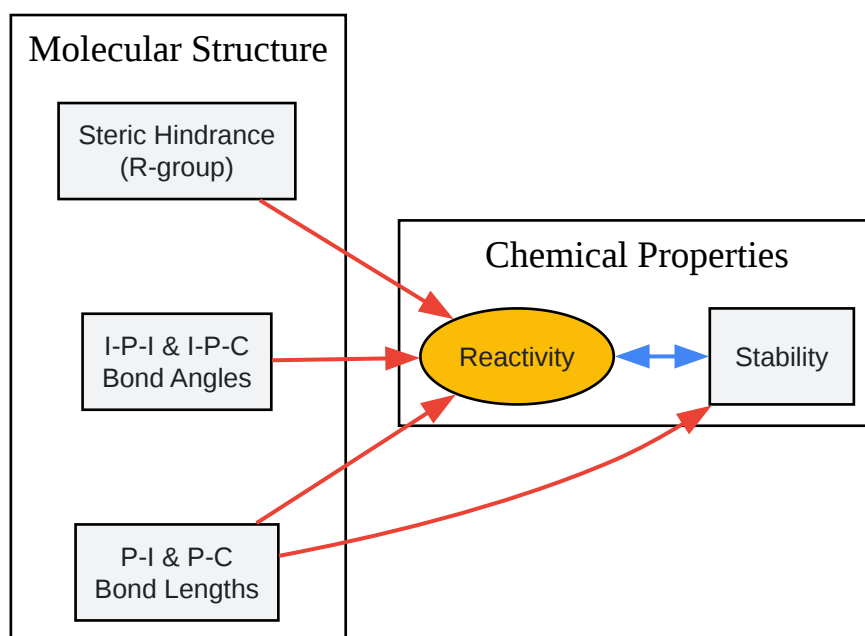 Molecular Structure
Steric Hindrance
(R-group)
I-P-I & I-P-C
Bond Angles
P-I & P-C
Bond Lengths
Chemical Properties
Reactivity
Stability